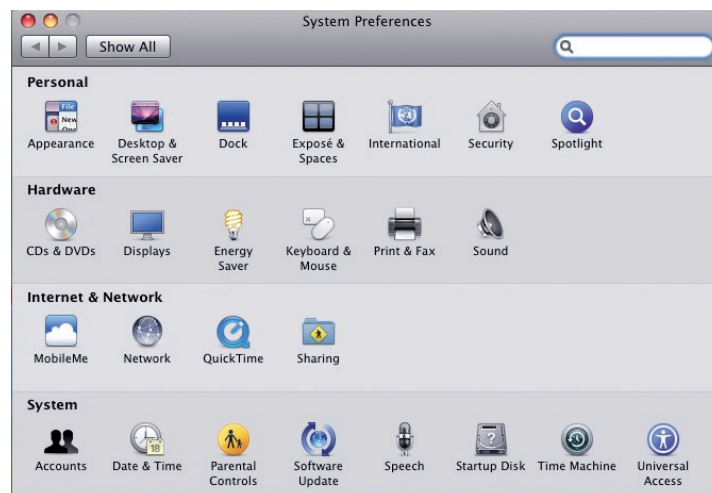 System Preferences
Show All
Personal
Appearance
Desktop & Screen Saver
Dock
Exposé & Spaces
International
Security
Spotlight
Hardware
CDs & DVDs
Displays
Energy Saver
Keyboard & Mouse
Print & Fax
Sound
Internet & Network
MobileMe
Network
QuickTime
Sharing
System
Accounts
18
Date & Time
Parental Controls
Software Update
Speech
Startup Disk
Time Machine
Universal Access